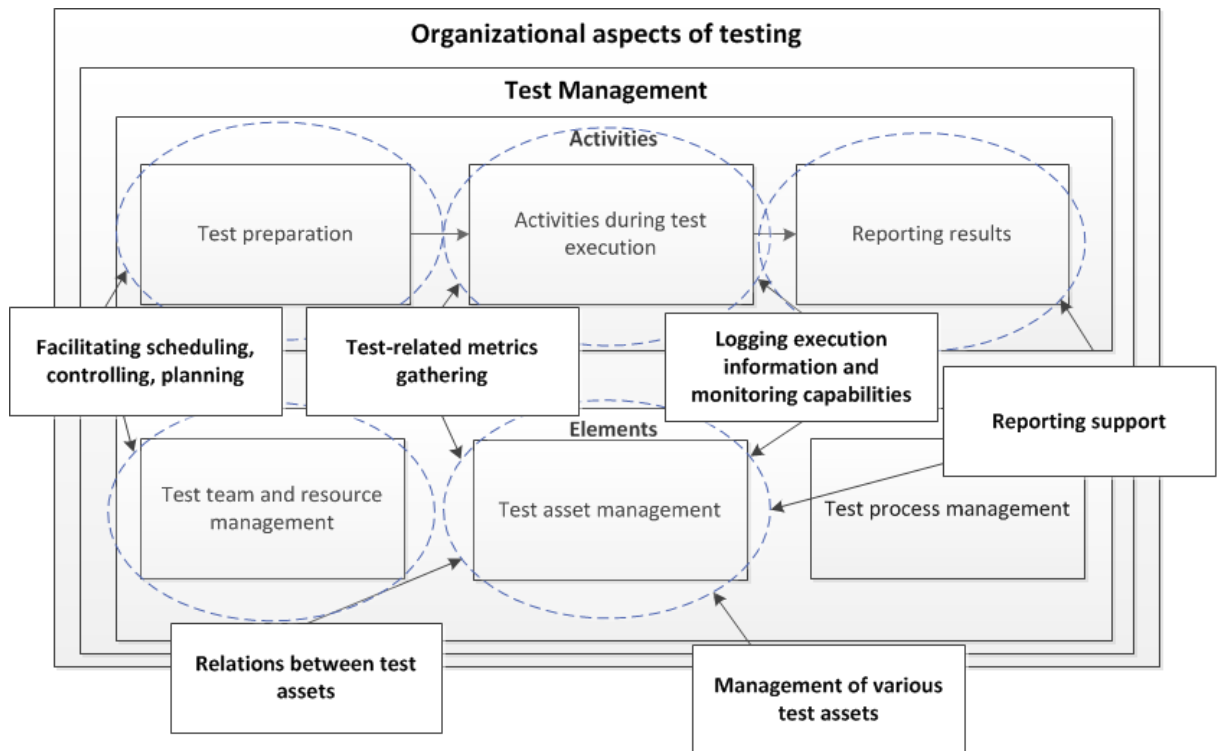 Organizational aspects of testing
Test Management
Activities
Test preparation
Activities during test
execution
Reporting results
Facilitating scheduling,
controlling, planning
Test-related metrics
gathering
Logging execution
information and
monitoring capabilities
Reporting support
Elements
Test team and resource
management
Test asset management
Test process management
Relations between test
assets
Management of various
test assets